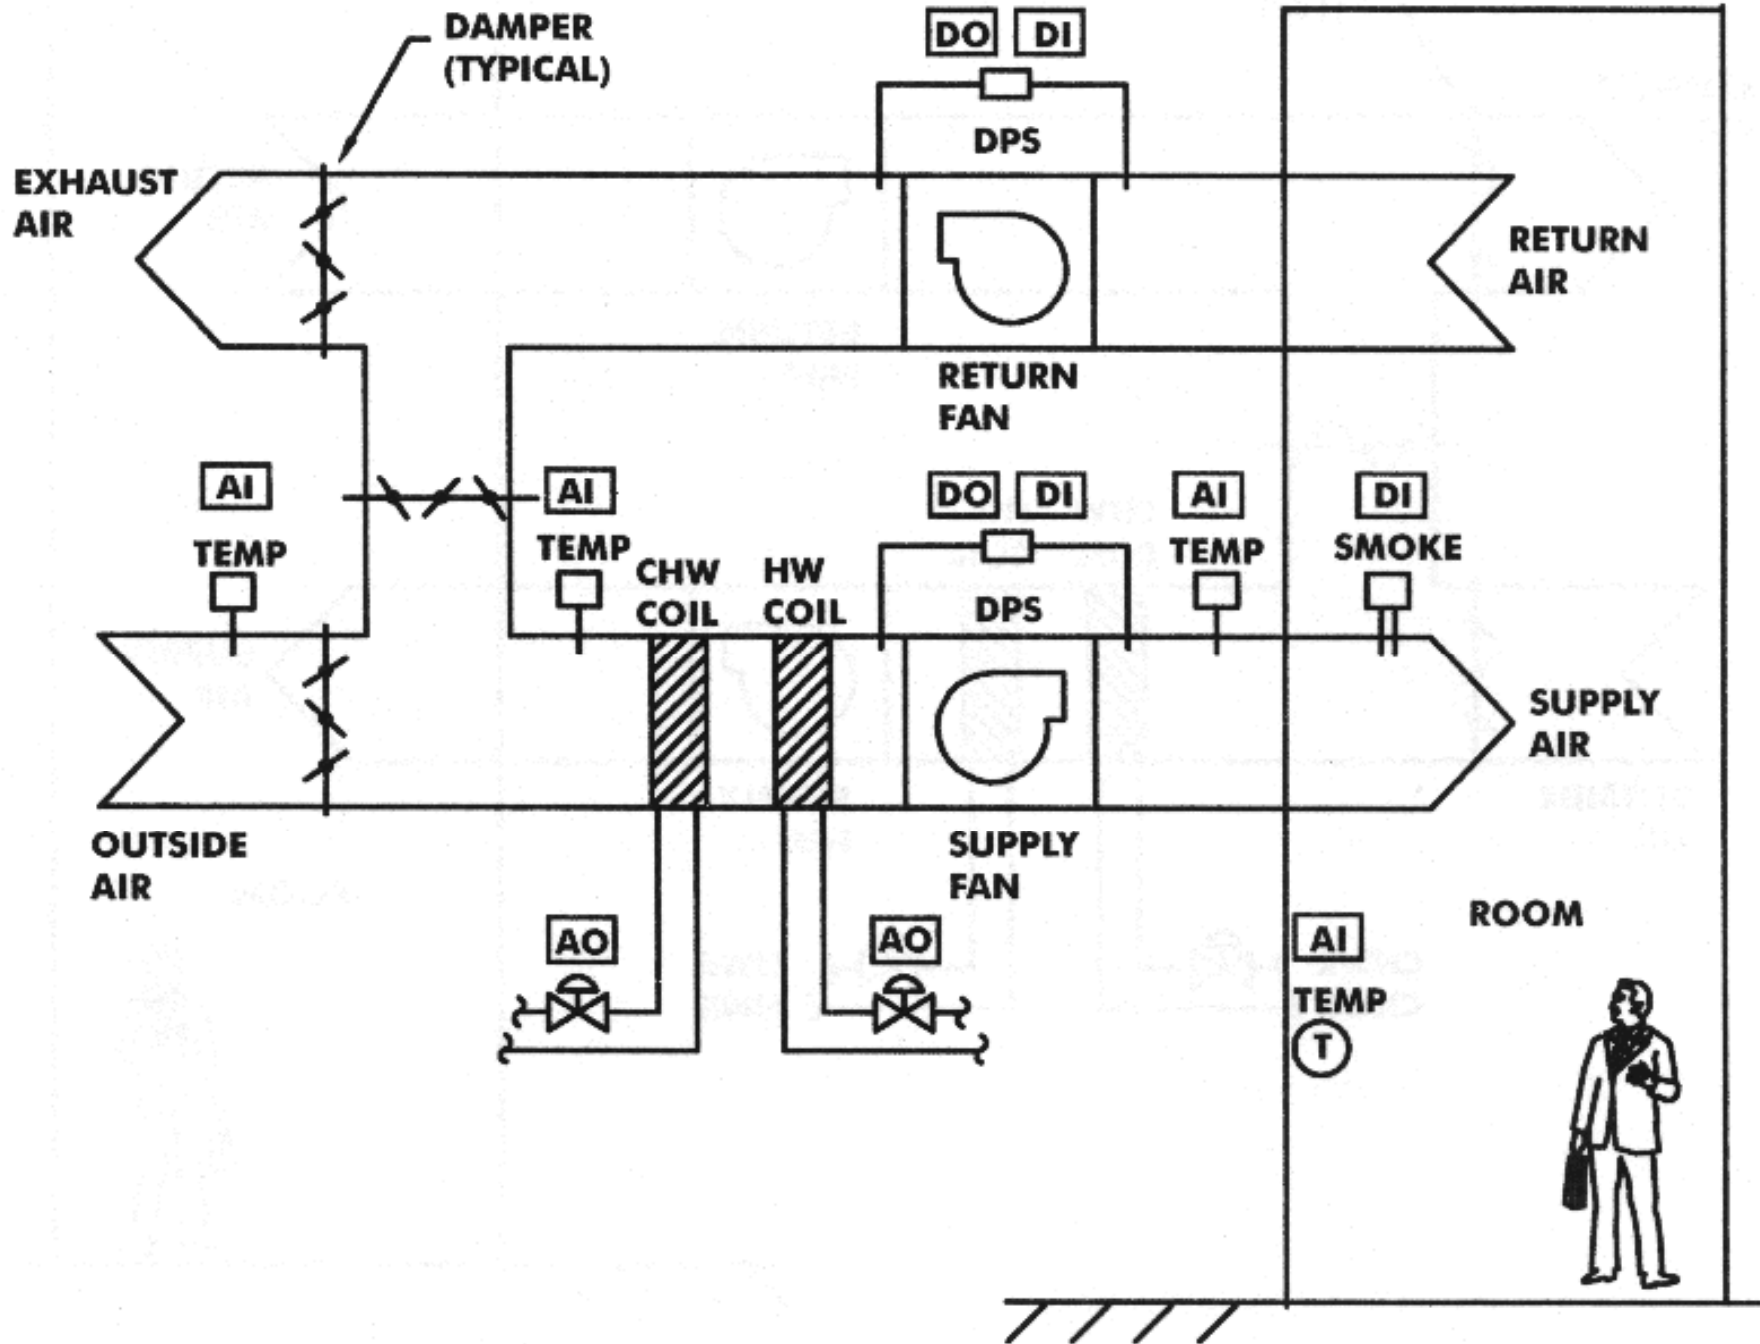 DAMPER
(TYPICAL)
DO
DI
DPS
EXHAUST
AIR
RETURN
AIR
RETURN
FAN
AI
TEMP
AI
TEMP
CHW
COIL
HW
COIL
DO
DI
DPS
AI
TEMP
DI
SMOKE
SUPPLY
AIR
OUTSIDE
AIR
SUPPLY
FAN
AO
AO
AI
TEMP
T
ROOM